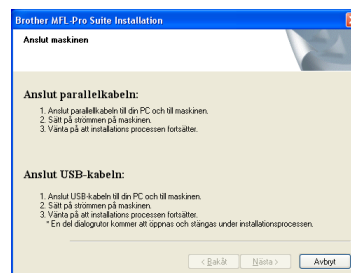 Brother MFL-Pro Suite Installation
Anslut maskinen
Anslut parallelkabeln:
1. Anslut parallellkabeln till din PC och till maskinen.
2. Sätt på strömmen på maskinen.
3. Vänta på att installations processen fortsätter.
Anslut USB-kabeln:
1. Anslut USB-kabeln till din PC och till maskinen.
2. Sätt på strömmen på maskinen.
3. Vänta på att installations processen fortsätter.
* En del dialogrutor kommer att öppnas och stängas under installationsprocessen.
< Bakåt Nästa > Avbryt